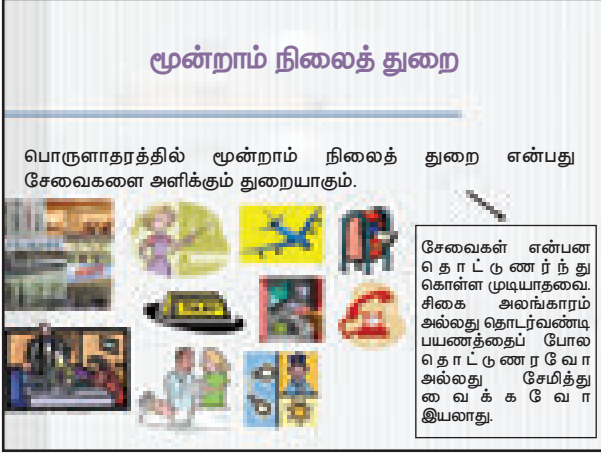 மூன்றாம் நிலைத் துறை
பொருளாதரத்தில் மூன்றாம் நிலைத் துறை என்பது
சேவைகளை அளிக்கும் துறையாகும்.
சேவைகள் என்பன
தொட்டுணர்ந்து
கொள்ள முடியாதவை.
சிகை அலங்காரம்
அல்லது தொடர்வண்டி
பயணத்தைப் போல
தொட்டுணரவோ
அல்லது சேமித்து
வைக்கவோ
இயலாது.